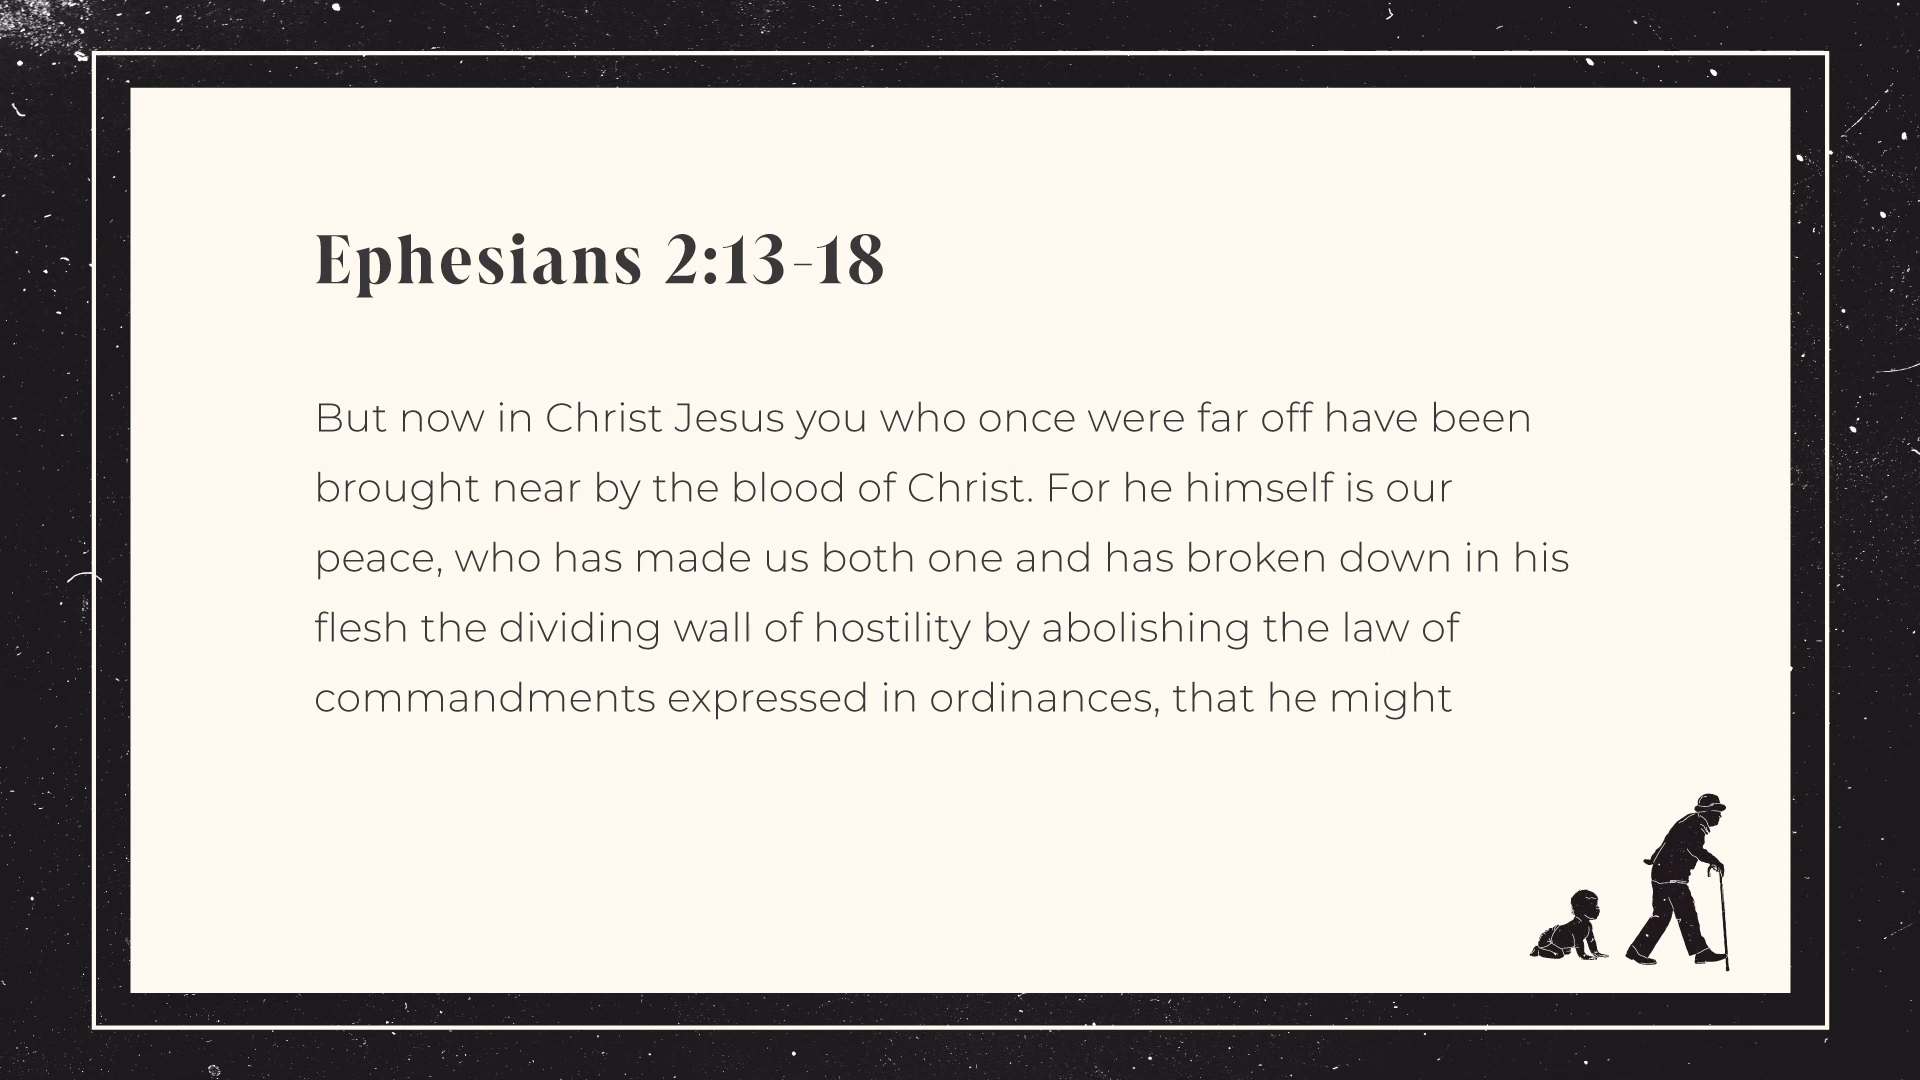 Ephesians 2:13-18
But now in Christ Jesus you who once were far off have been
brought near by the blood of Christ. For he himself is our
peace, who has made us both one and has broken down in his
flesh the dividing wall of hostility by abolishing the law of
commandments expressed in ordinances, that he might